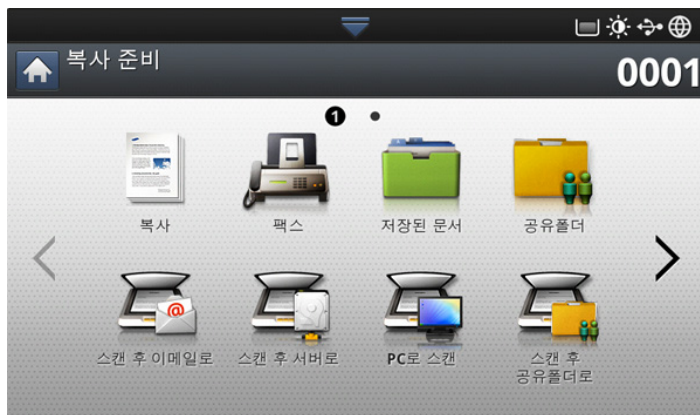 복사 준비
0001
1
복사
팩스
저장된 문서
공유폴더
@
스캔 후 이메일로
스캔 후 서버로
PC로 스캔
스캔 후
공유폴더로